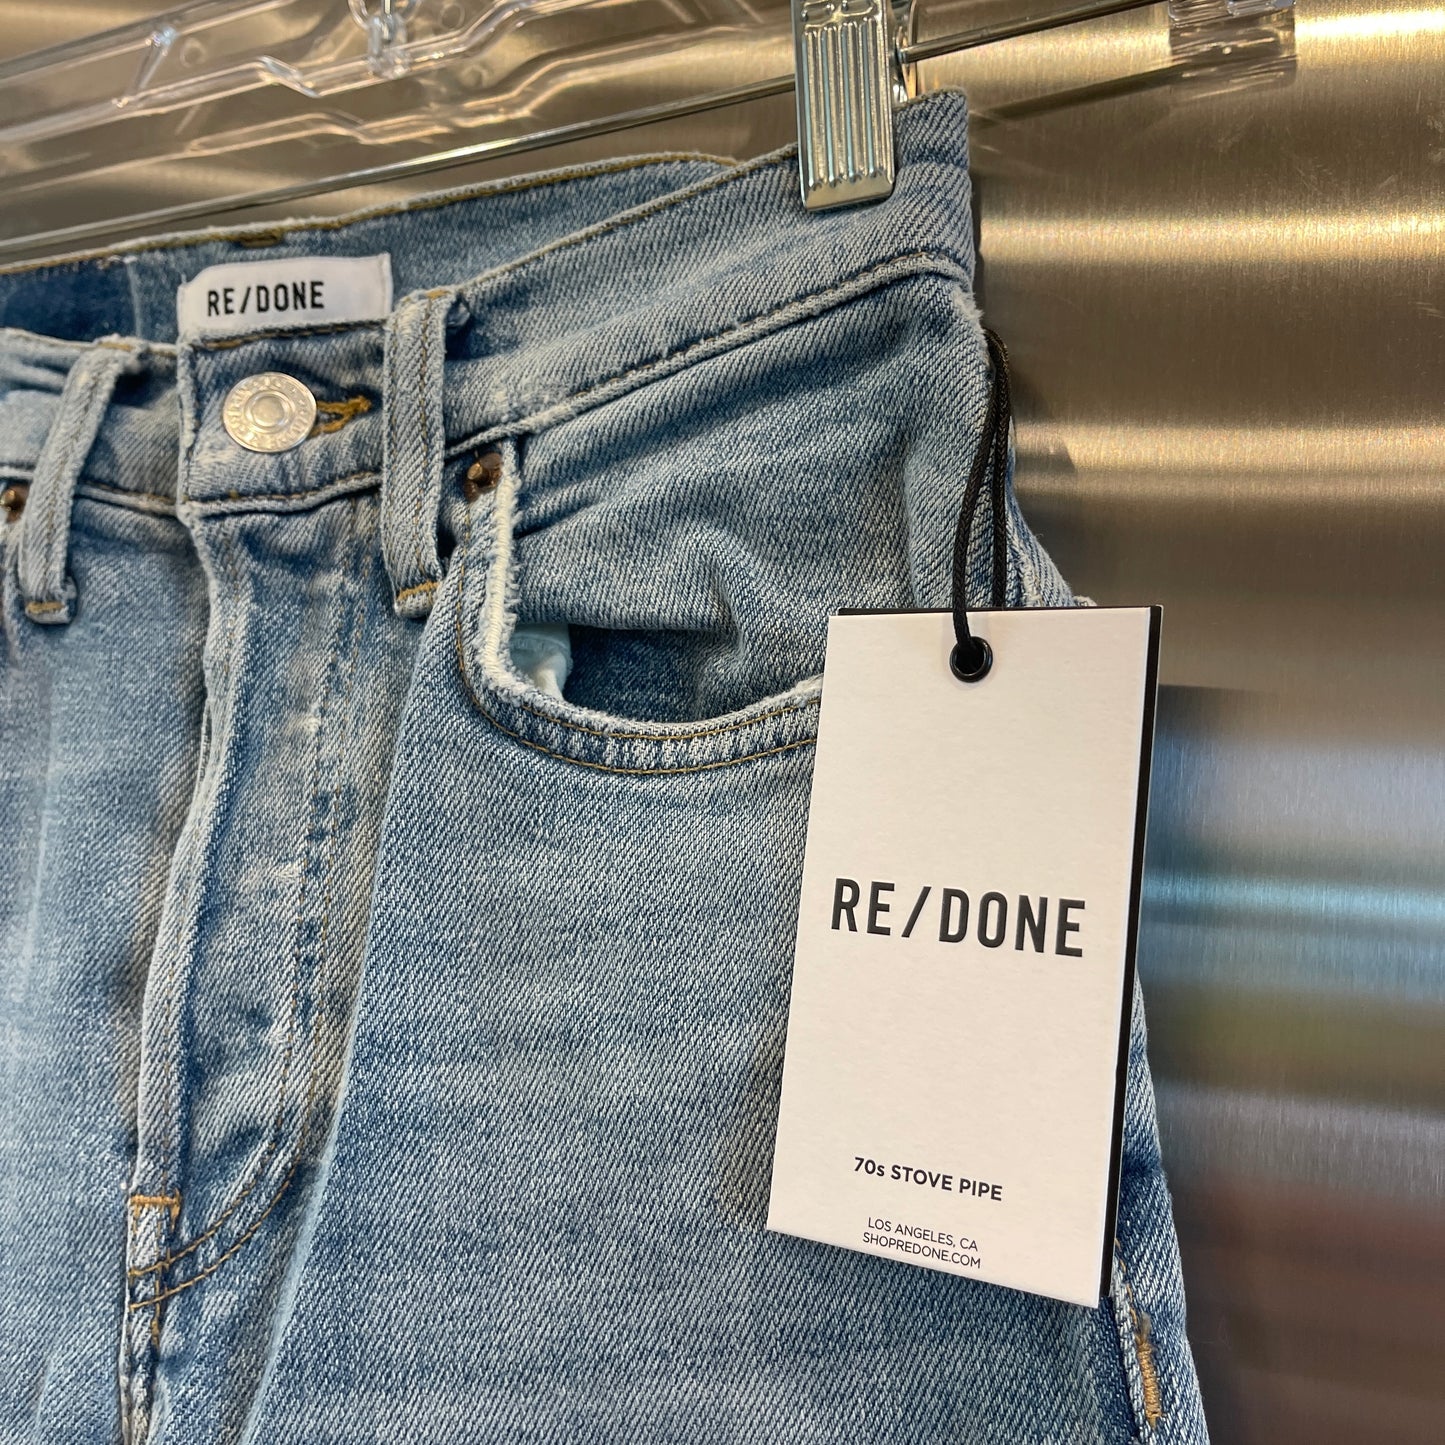 RE/DONE
RE/DONE
70s STOVE PIPE
LOS ANGELES, CA
SHOPREDONE.COM